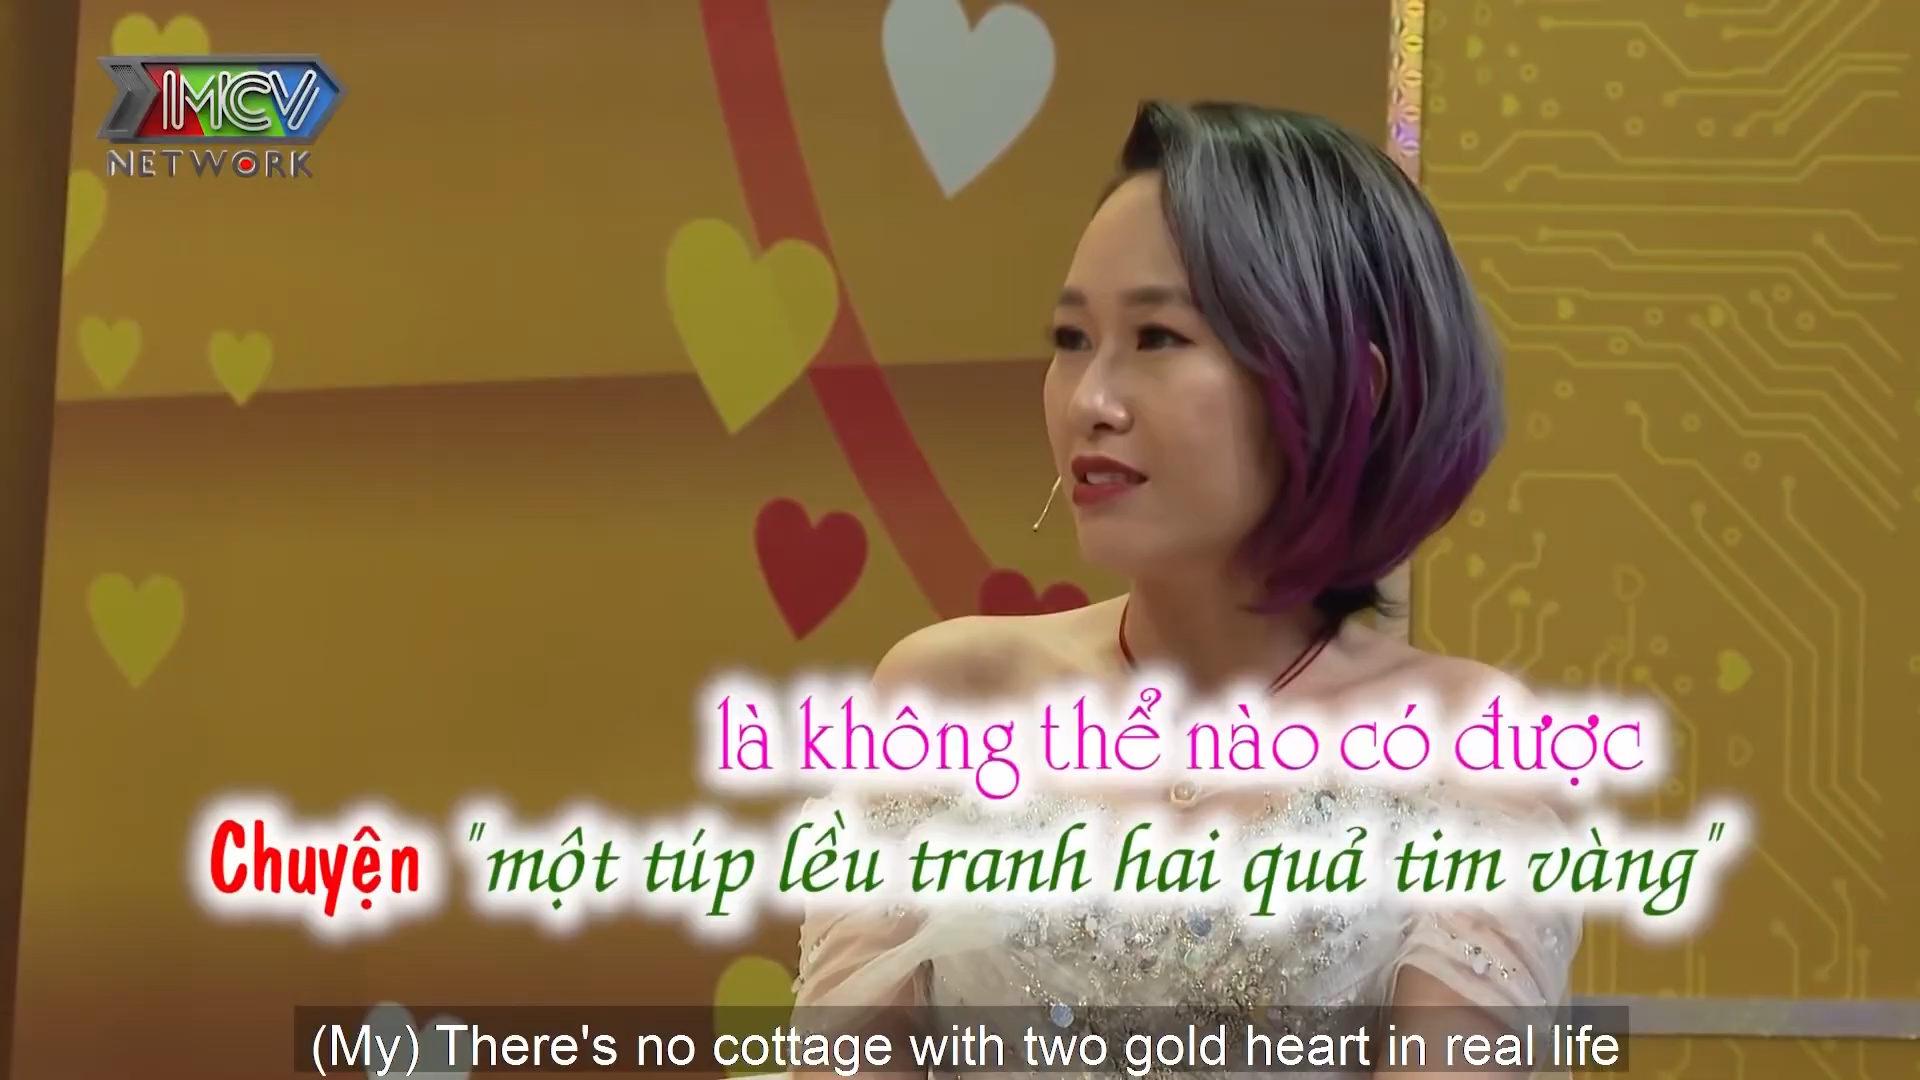 MCV
NETWORK
là không thể nào có được
Chuyện "một túp lều tranh hai quả tim vàng"
(My) There's no cottage with two gold heart in real life